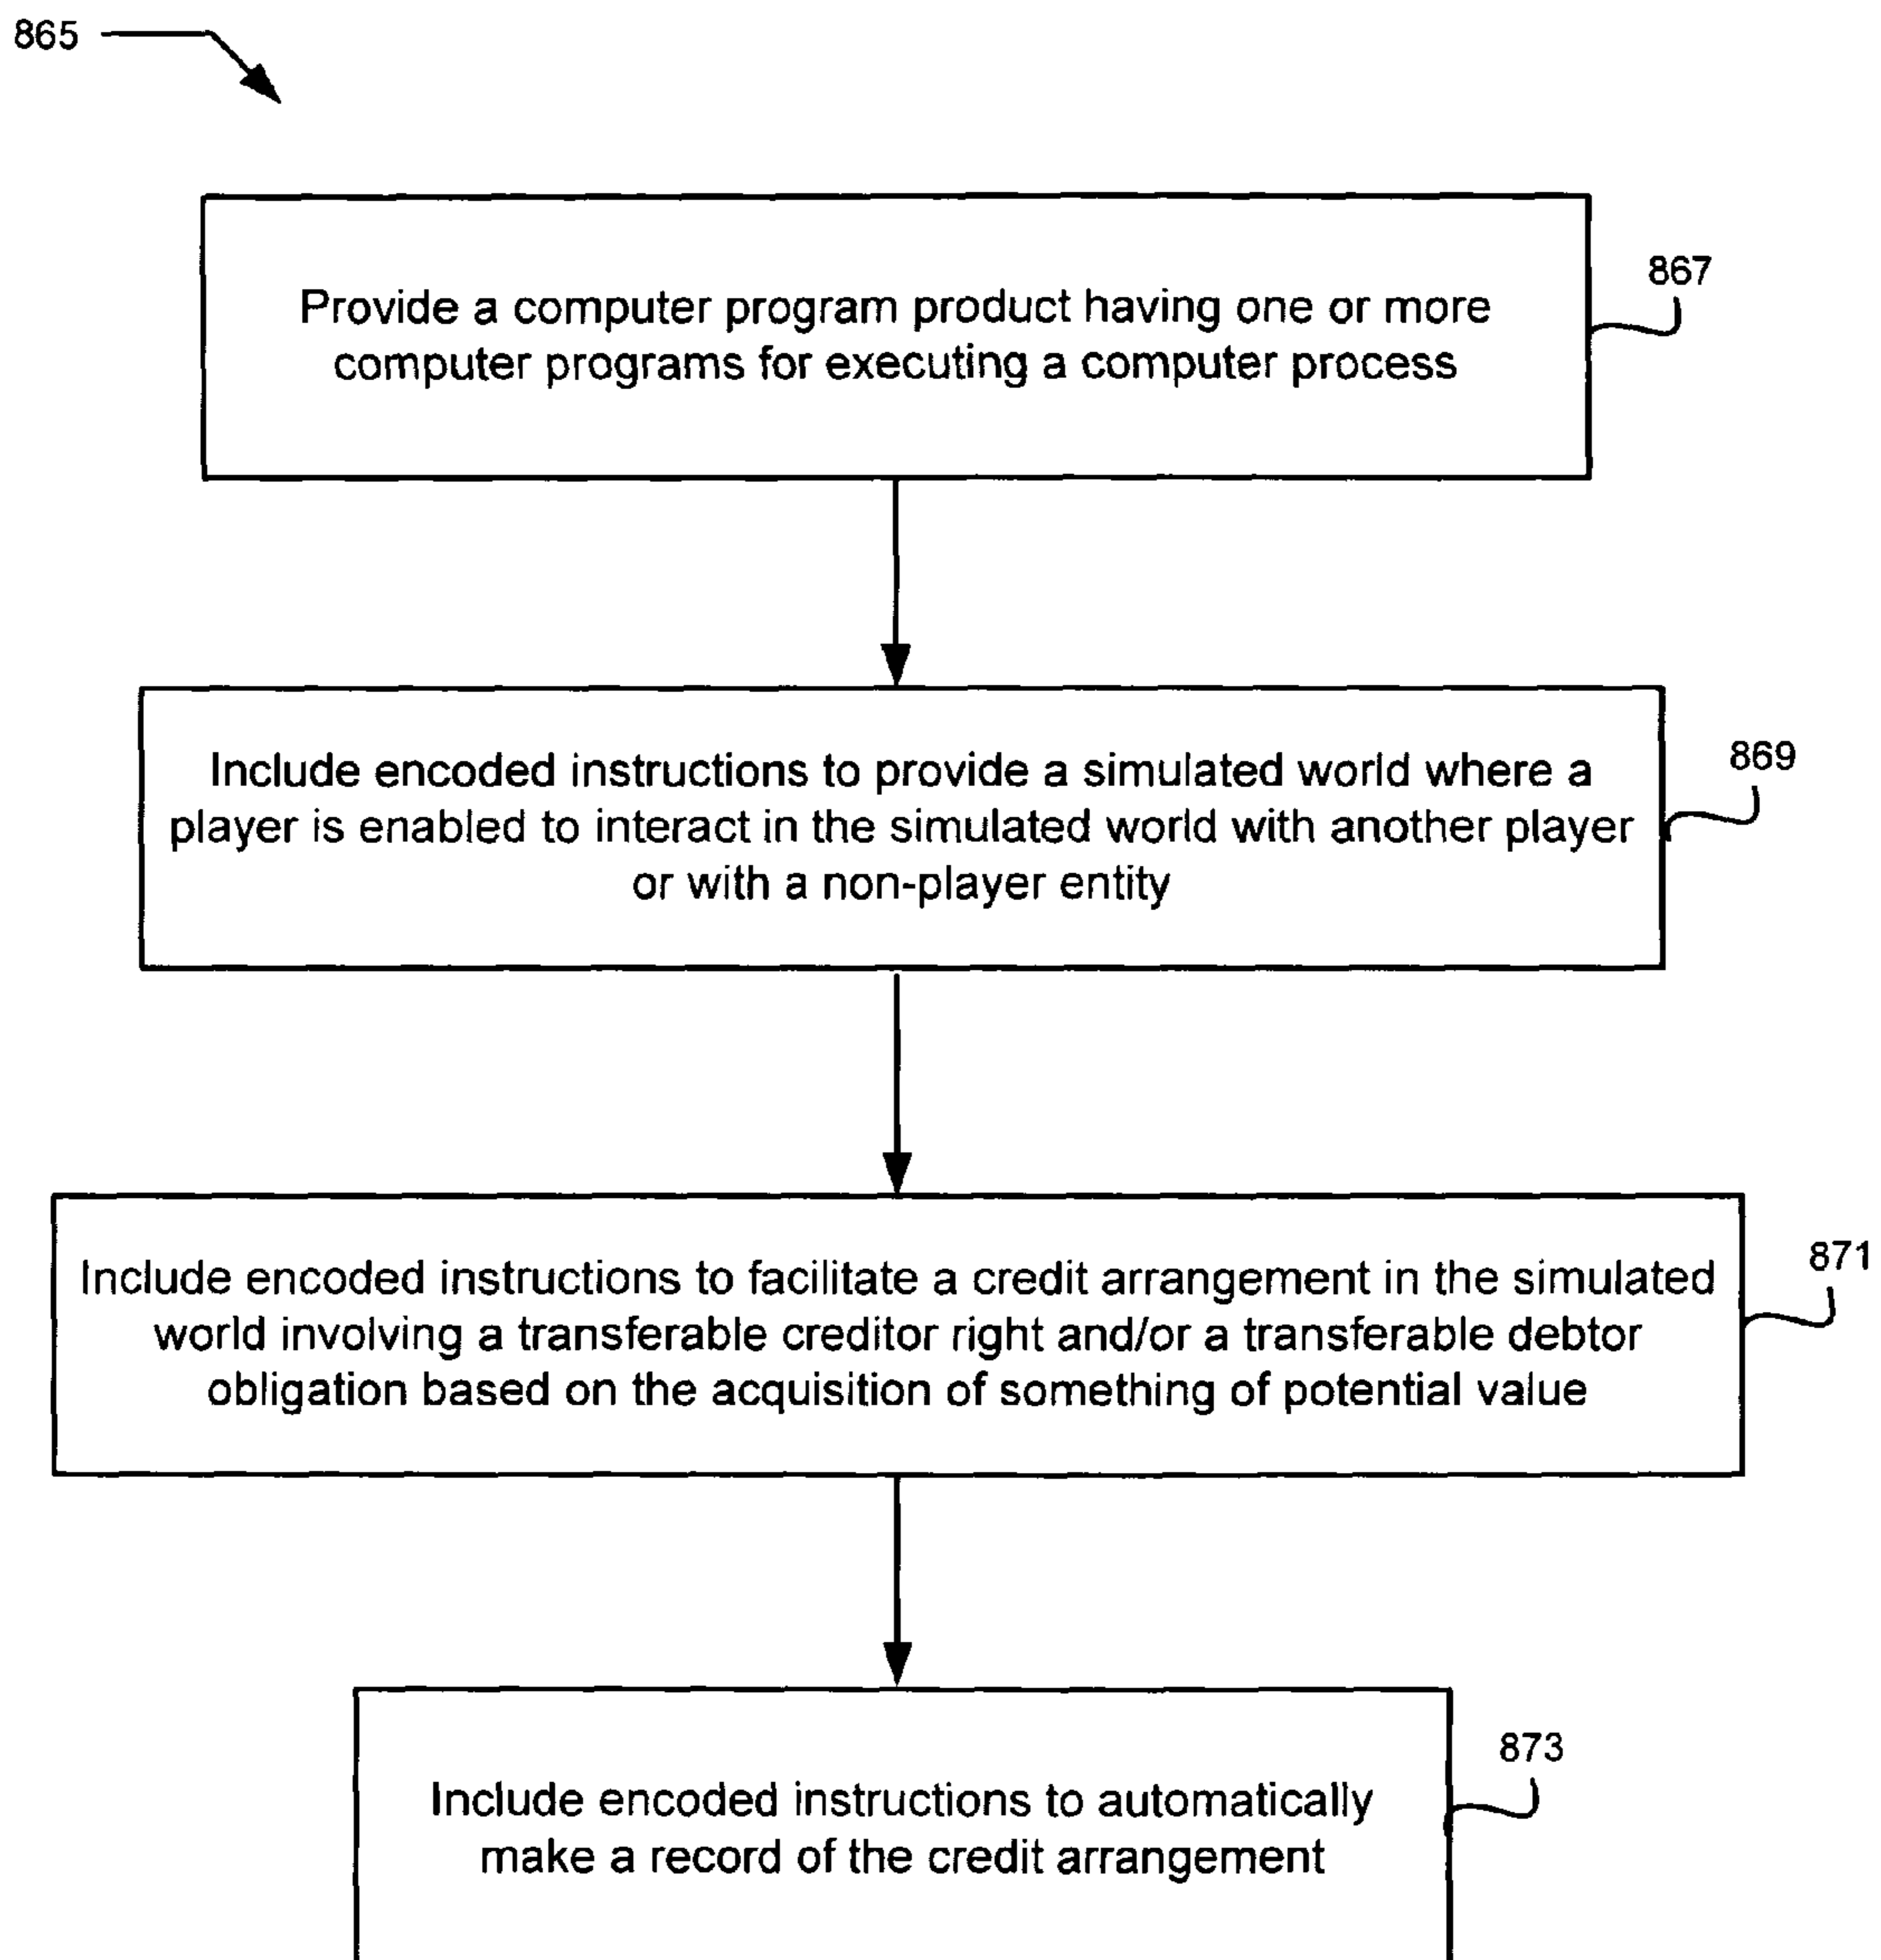 865
867
Provide a computer program product having one or more
computer programs for executing a computer process
869
Include encoded instructions to provide a simulated world where a
player is enabled to interact in the simulated world with another player
or with a non-player entity
871
Include encoded instructions to facilitate a credit arrangement in the simulated
world involving a transferable creditor right and/or a transferable debtor
obligation based on the acquisition of something of potential value
873
Include encoded instructions to automatically
make a record of the credit arrangement